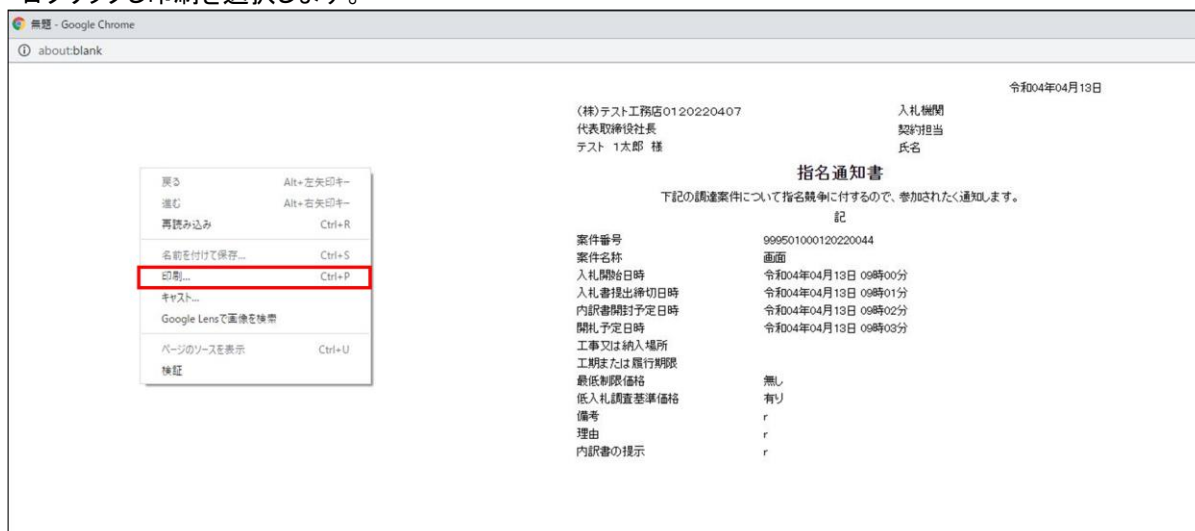 右クリックし印刷を選択します。
無題 - Google Chrome
about:blank
令和04年04月13日
(株)テスト工務店0120220407 入札機関
代表取締役社長 契約担当
テスト 1太郎 様 氏名
指名通知書
下記の調達案件について指名競争に付するので、参加されたく通知します。
記
戻る Alt+左矢印キー
進む Alt+右矢印キー
再読み込み Ctrl+R
名前を付けて保存... Ctrl+S
印刷... Ctrl+P
キャスト...
Google Lensで画像を検索
ページのソースを表示 Ctrl+U
検証
案件番号 999501000120220044
案件名称 画面
入札開始日時 令和04年04月13日 09時00分
入札書提出締切日時 令和04年04月13日 09時01分
内訳書開封予定日時 令和04年04月13日 09時02分
開札予定日時 令和04年04月13日 09時03分
工事又は納入場所
工期または履行期限
最低制限価格 無し
低入札調査基準価格 有り
備考 r
理由 r
内訳書の提示 r